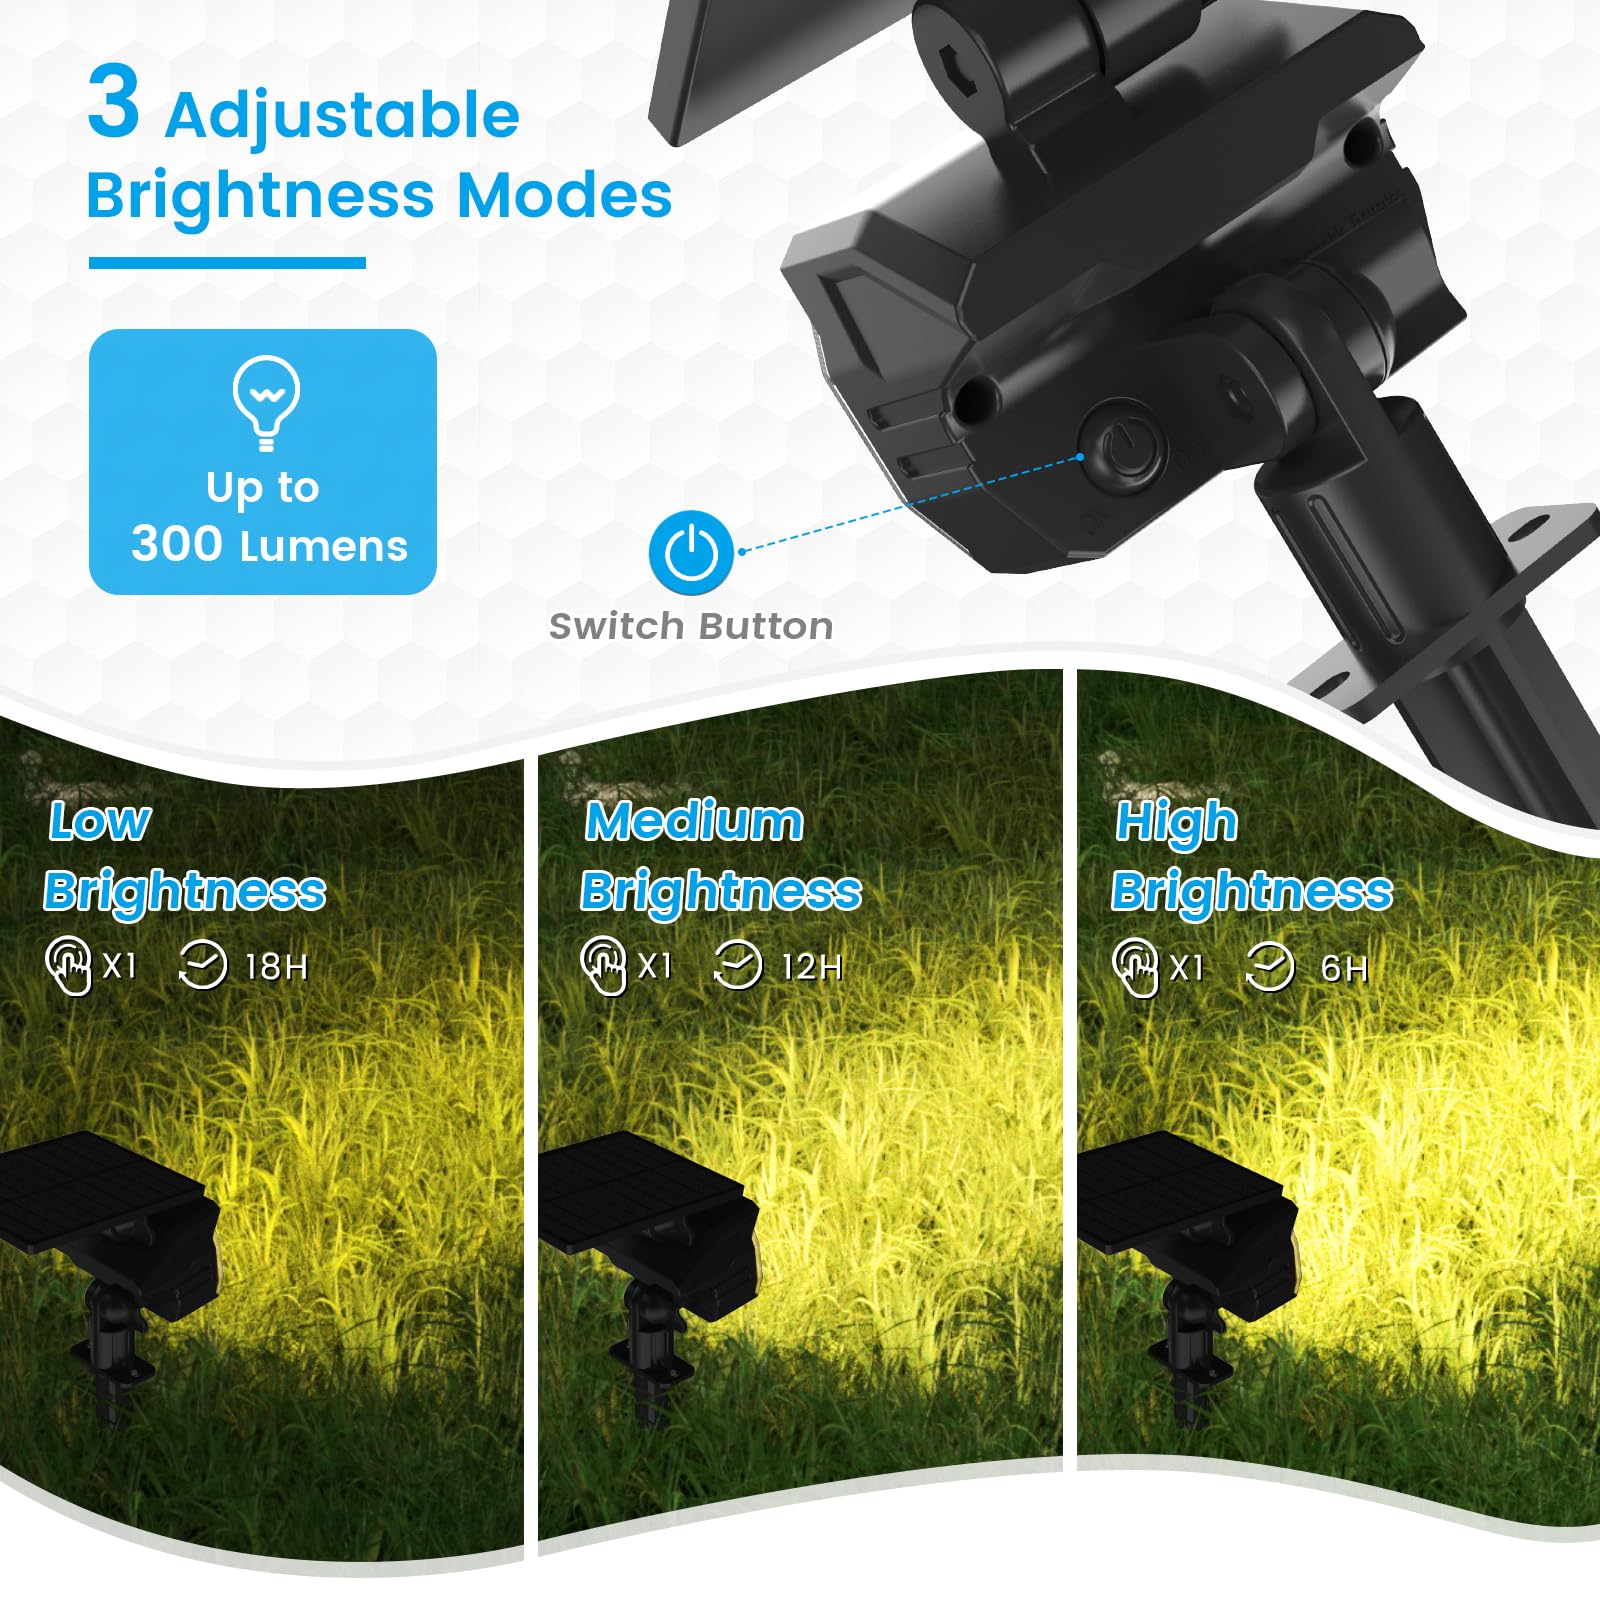 3 Adjustable
Brightness Modes
Up to
300 Lumens
Switch Button
Low
Brightness
X1 18H
Medium
Brightness
X1 12H
High
Brightness
X1 6H